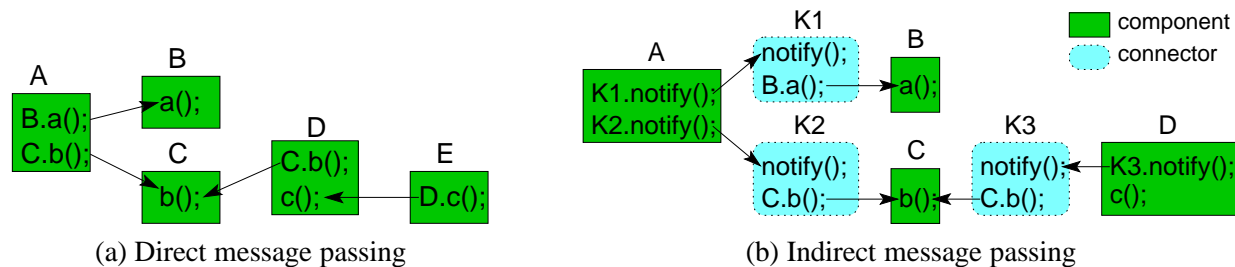 A
B.a();
C.b();
B
a();
C
b();
D
C.b();
c();
E
D.c();
(a) Direct message passing
A
K1.notify();
K2.notify();
K1
notify();
B.a();
B
a();
K2
notify();
C.b();
C
b();
K3
notify();
C.b();
D
K3.notify();
c();
component
connector
(b) Indirect message passing